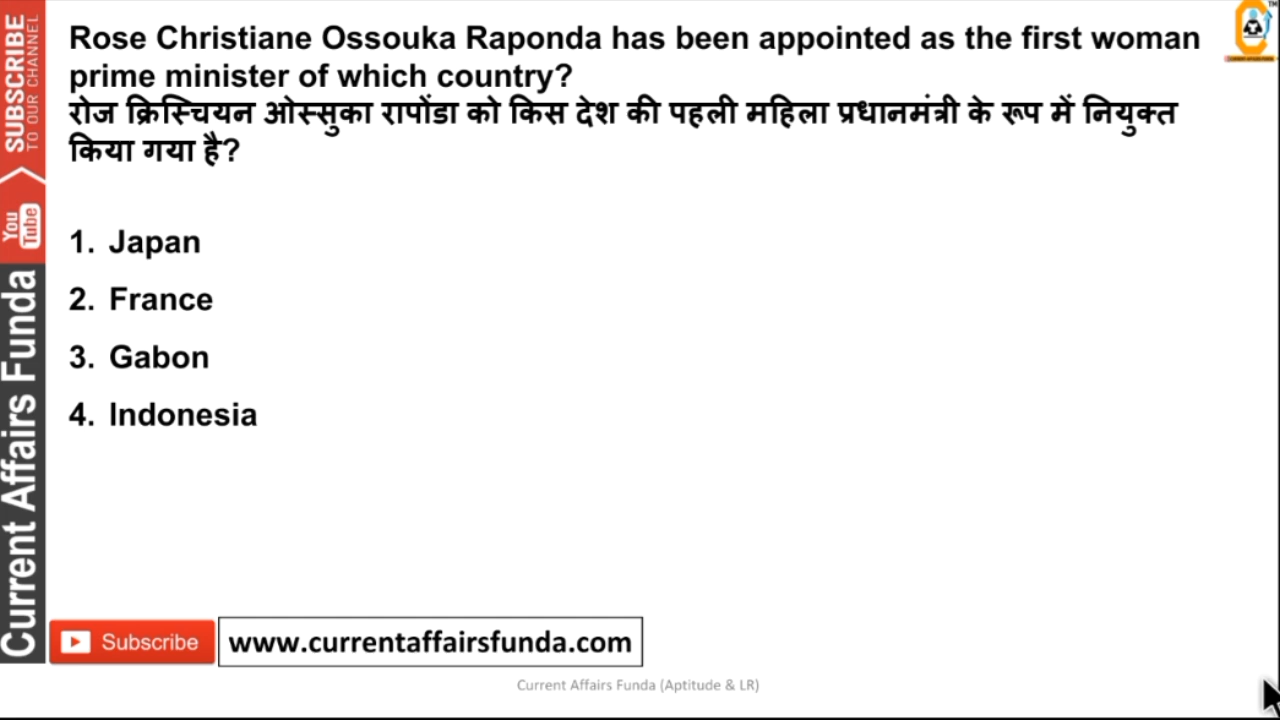 Rose Christiane Ossouka Raponda has been appointed as the first woman
prime minister of which country?
रोज क्रिस्चियन ओस्सुका रापोंडा को किस देश की पहली महिला प्रधानमंत्री के रूप में नियुक्त
किया गया है?
1. Japan
2. France
3. Gabon
4. Indonesia
SUBSCRIBE
TO OUR CHANNEL
You
Tube
Current Affairs Funda
Subscribe
www.currentaffairsfunda.com
Current Affairs Funda (Aptitude & LR)